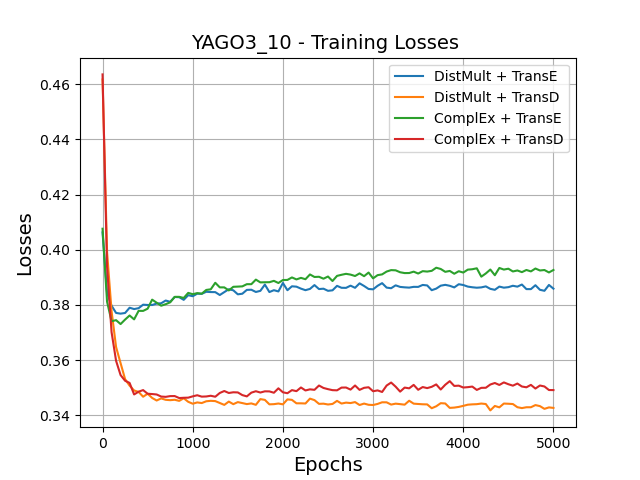 YAGO3_10 - Training Losses
DistMult + TransE
DistMult + TransD
ComplEx + TransE
ComplEx + TransD
Losses
0.46
0.44
0.42
0.40
0.38
0.36
0.34
0 1000 2000 3000 4000 5000
Epochs